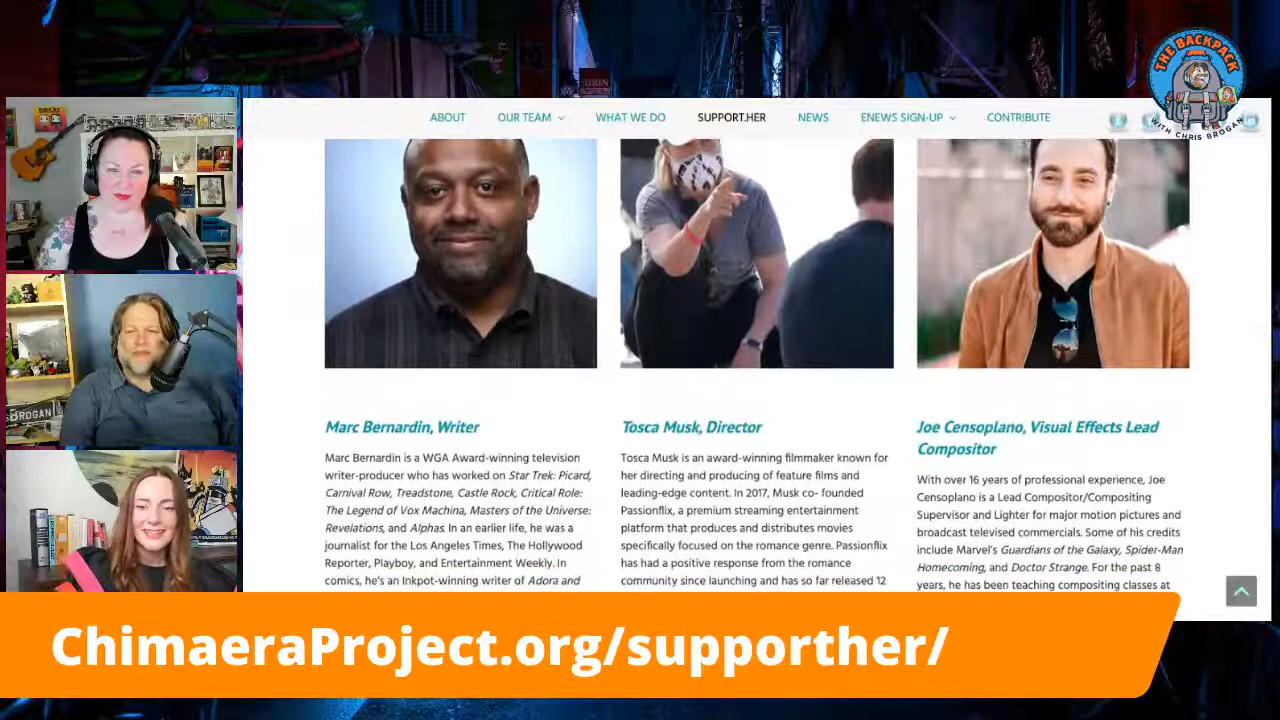 THE BACKPACK
WITH CHRIS BROGAN
ABOUT
OUR TEAM
WHAT WE DO
SUPPORT.HER
NEWS
ENEWS SIGN-UP
CONTRIBUTE
BROGAN
Marc Bernardin, Writer
Marc Bernardin is a WGA Award-winning television
writer-producer who has worked on Star Trek: Picard,
Carnival Row, Treadstone, Castle Rock, Critical Role:
The Legend of Vox Machina, Masters of the Universe:
Revelations, and Alphas. In an earlier life, he was a
journalist for the Los Angeles Times, The Hollywood
Reporter, Playboy, and Entertainment Weekly. In
comics, he's an Inkpot-winning writer of Adora and
Tosca Musk, Director
Tosca Musk is an award-winning filmmaker known for
her directing and producing of feature films and
leading-edge content. In 2017, Musk co- founded
Passionflix, a premium streaming entertainment
platform that produces and distributes movies
specifically focused on the romance genre. Passionflix
has had a positive response from the romance
community since launching and has so far released 12
Joe Censoplano, Visual Effects Lead
Compositor
With over 16 years of professional experience, Joe
Censoplano is a Lead Compositor/Compositing
Supervisor and Lighter for major motion pictures and
broadcast televised commercials. Some of his credits
include Marvel's Guardians of the Galaxy, Spider-Man
Homecoming, and Doctor Strange. For the past 8
years, he has been teaching compositing classes at
ChimaeraProject.org/supporther/